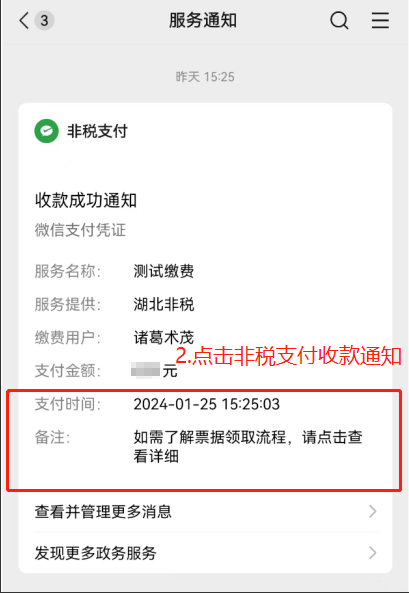 3
服务通知
昨天 15:25
非税支付
收款成功通知
微信支付凭证
服务名称： 测试缴费
服务提供： 湖北非税
缴费用户： 诸葛术茂
2.点击非税支付收款通知
支付金额： 元
支付时间： 2024-01-25 15:25:03
备注： 如需了解票据领取流程，请点击查
看详细
查看并管理更多消息
发现更多政务服务